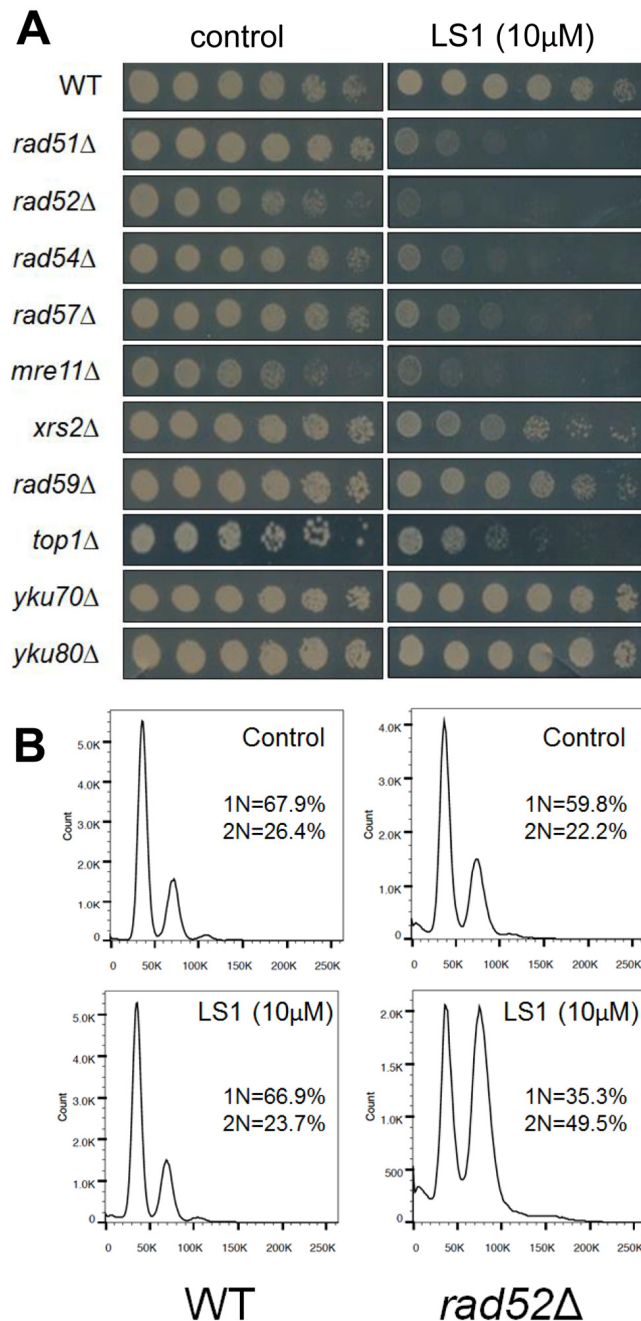 A
control LS1 (10μM)
WT
rad51Δ
rad52Δ
rad54Δ
rad57Δ
mre11Δ
xrs2Δ
rad59Δ
top1Δ
yku70Δ
yku80Δ
B
Control
1N=67.9%
2N=26.4%
Count
5.0K
4.0K
3.0K
2.0K
1.0K
0
0 50K 100K 150K 200K 250K
Control
1N=59.8%
2N=22.2%
Count
4.0K
3.0K
2.0K
1.0K
0
0 50K 100K 150K 200K 250K
LS1 (10μM)
1N=66.9%
2N=23.7%
Count
5.0K
4.0K
3.0K
2.0K
1.0K
0
0 50K 100K 150K 200K 250K
LS1 (10μM)
1N=35.3%
2N=49.5%
Count
2.0K
1.5K
1.0K
500
0
0 50K 100K 150K 200K 250K
WT rad52Δ